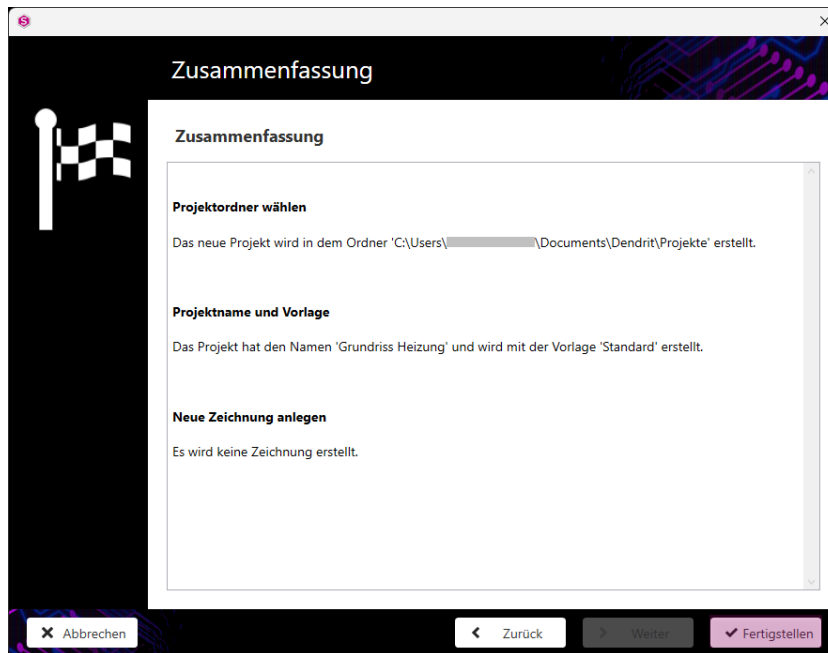 Zusammenfassung
Zusammenfassung
Projektordner wählen
Das neue Projekt wird in dem Ordner 'C:\Users\ \Documents\Dendrit\Projekte' erstellt.
Projektname und Vorlage
Das Projekt hat den Namen 'Grundriss Heizung' und wird mit der Vorlage 'Standard' erstellt.
Neue Zeichnung anlegen
Es wird keine Zeichnung erstellt.
Abbrechen
Zurück
Weiter
Fertigstellen